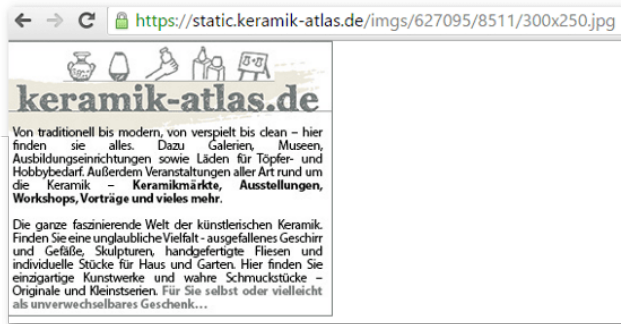 https://static.keramik-atlas.de/imgs/627095/8511/300x250.jpg
keramik-atlas.de
Von traditionell bis modern, von verspielt bis clean – hier
finden sie alles. Dazu Galerien, Museen,
Ausbildungseinrichtungen sowie Läden für Töpfer- und
Hobbybedarf. Außerdem Veranstaltungen aller Art rund um
die Keramik – Keramikmärkte, Ausstellungen,
Workshops, Vorträge und vieles mehr.
Die ganze faszinierende Welt der künstlerischen Keramik.
Finden Sie eine unglaubliche Vielfalt - ausgefallenes Geschirr
und Gefäße, Skulpturen, handgefertigte Fliesen und
individuelle Stücke für Haus und Garten. Hier finden Sie
einzigartige Kunstwerke und wahre Schmuckstücke –
Originale und Kleinstserien. Für Sie selbst oder vielleicht
als unverwechselbares Geschenk…